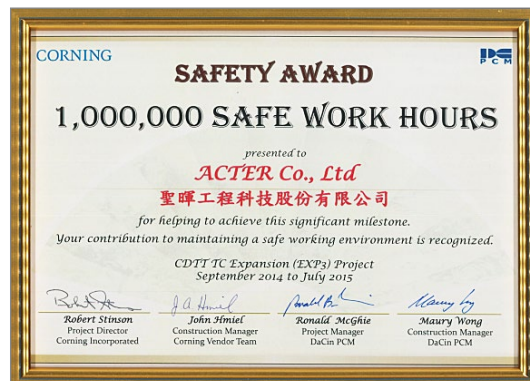 CORNING
PCM
SAFETY AWARD
1,000,000 SAFE WORK HOURS
presented to
ACTER Co., Ltd
聖暉工程科技股份有限公司
for helping to achieve this significant milestone.
Your contribution to maintaining a safe working environment is recognized.
CDTT TC Expansion (EXP3) Project
September 2014 to July 2015
Robert Stinson
Project Director
Corning Incorporated
John Hmiel
Construction Manager
Corning Vendor Team
Ronald McGhie
Project Manager
DaCin PCM
Maury Wong
Construction Manager
DaCin PCM